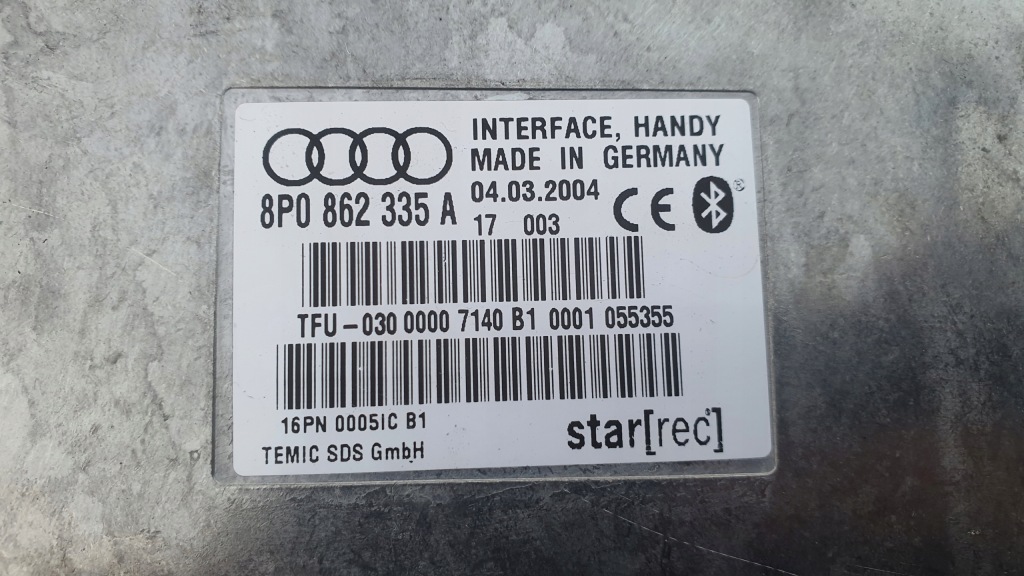 INTERFACE, HANDY
MADE IN GERMANY
04.03.2004
8P0 862 335 A
17 003
CE
TFU-030 0000 7140 B1 0001 055355
16PN 0005IC B1
TEMIC SDS GmbH
star[rec]